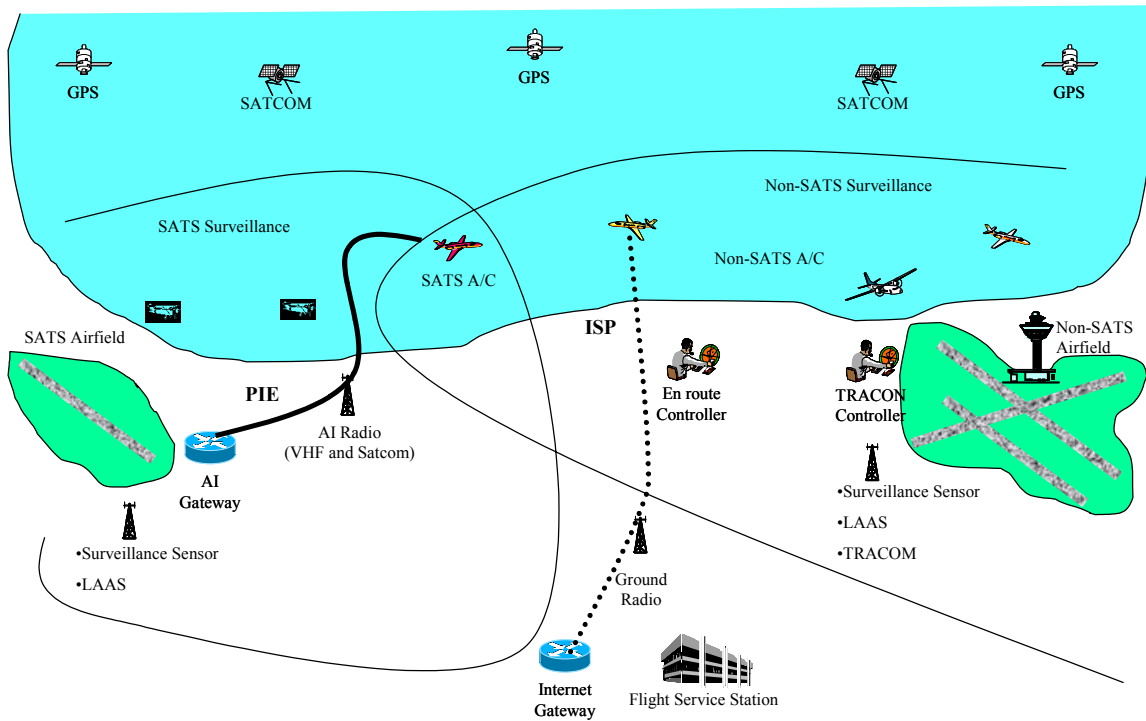 GPS
SATCOM
GPS
SATCOM
GPS
Non-SATS Surveillance
SATS Surveillance
SATS A/C
Non-SATS A/C
ISP
SATS Airfield
Non-SATS
Airfield
PIE
En route
Controller
TRACON
Controller
AI Radio
(VHF and Satcom)
AI
Gateway
•Surveillance Sensor
•LAAS
•Surveillance Sensor
•LAAS
•TRACOM
Ground
Radio
Internet
Gateway
Flight Service Station